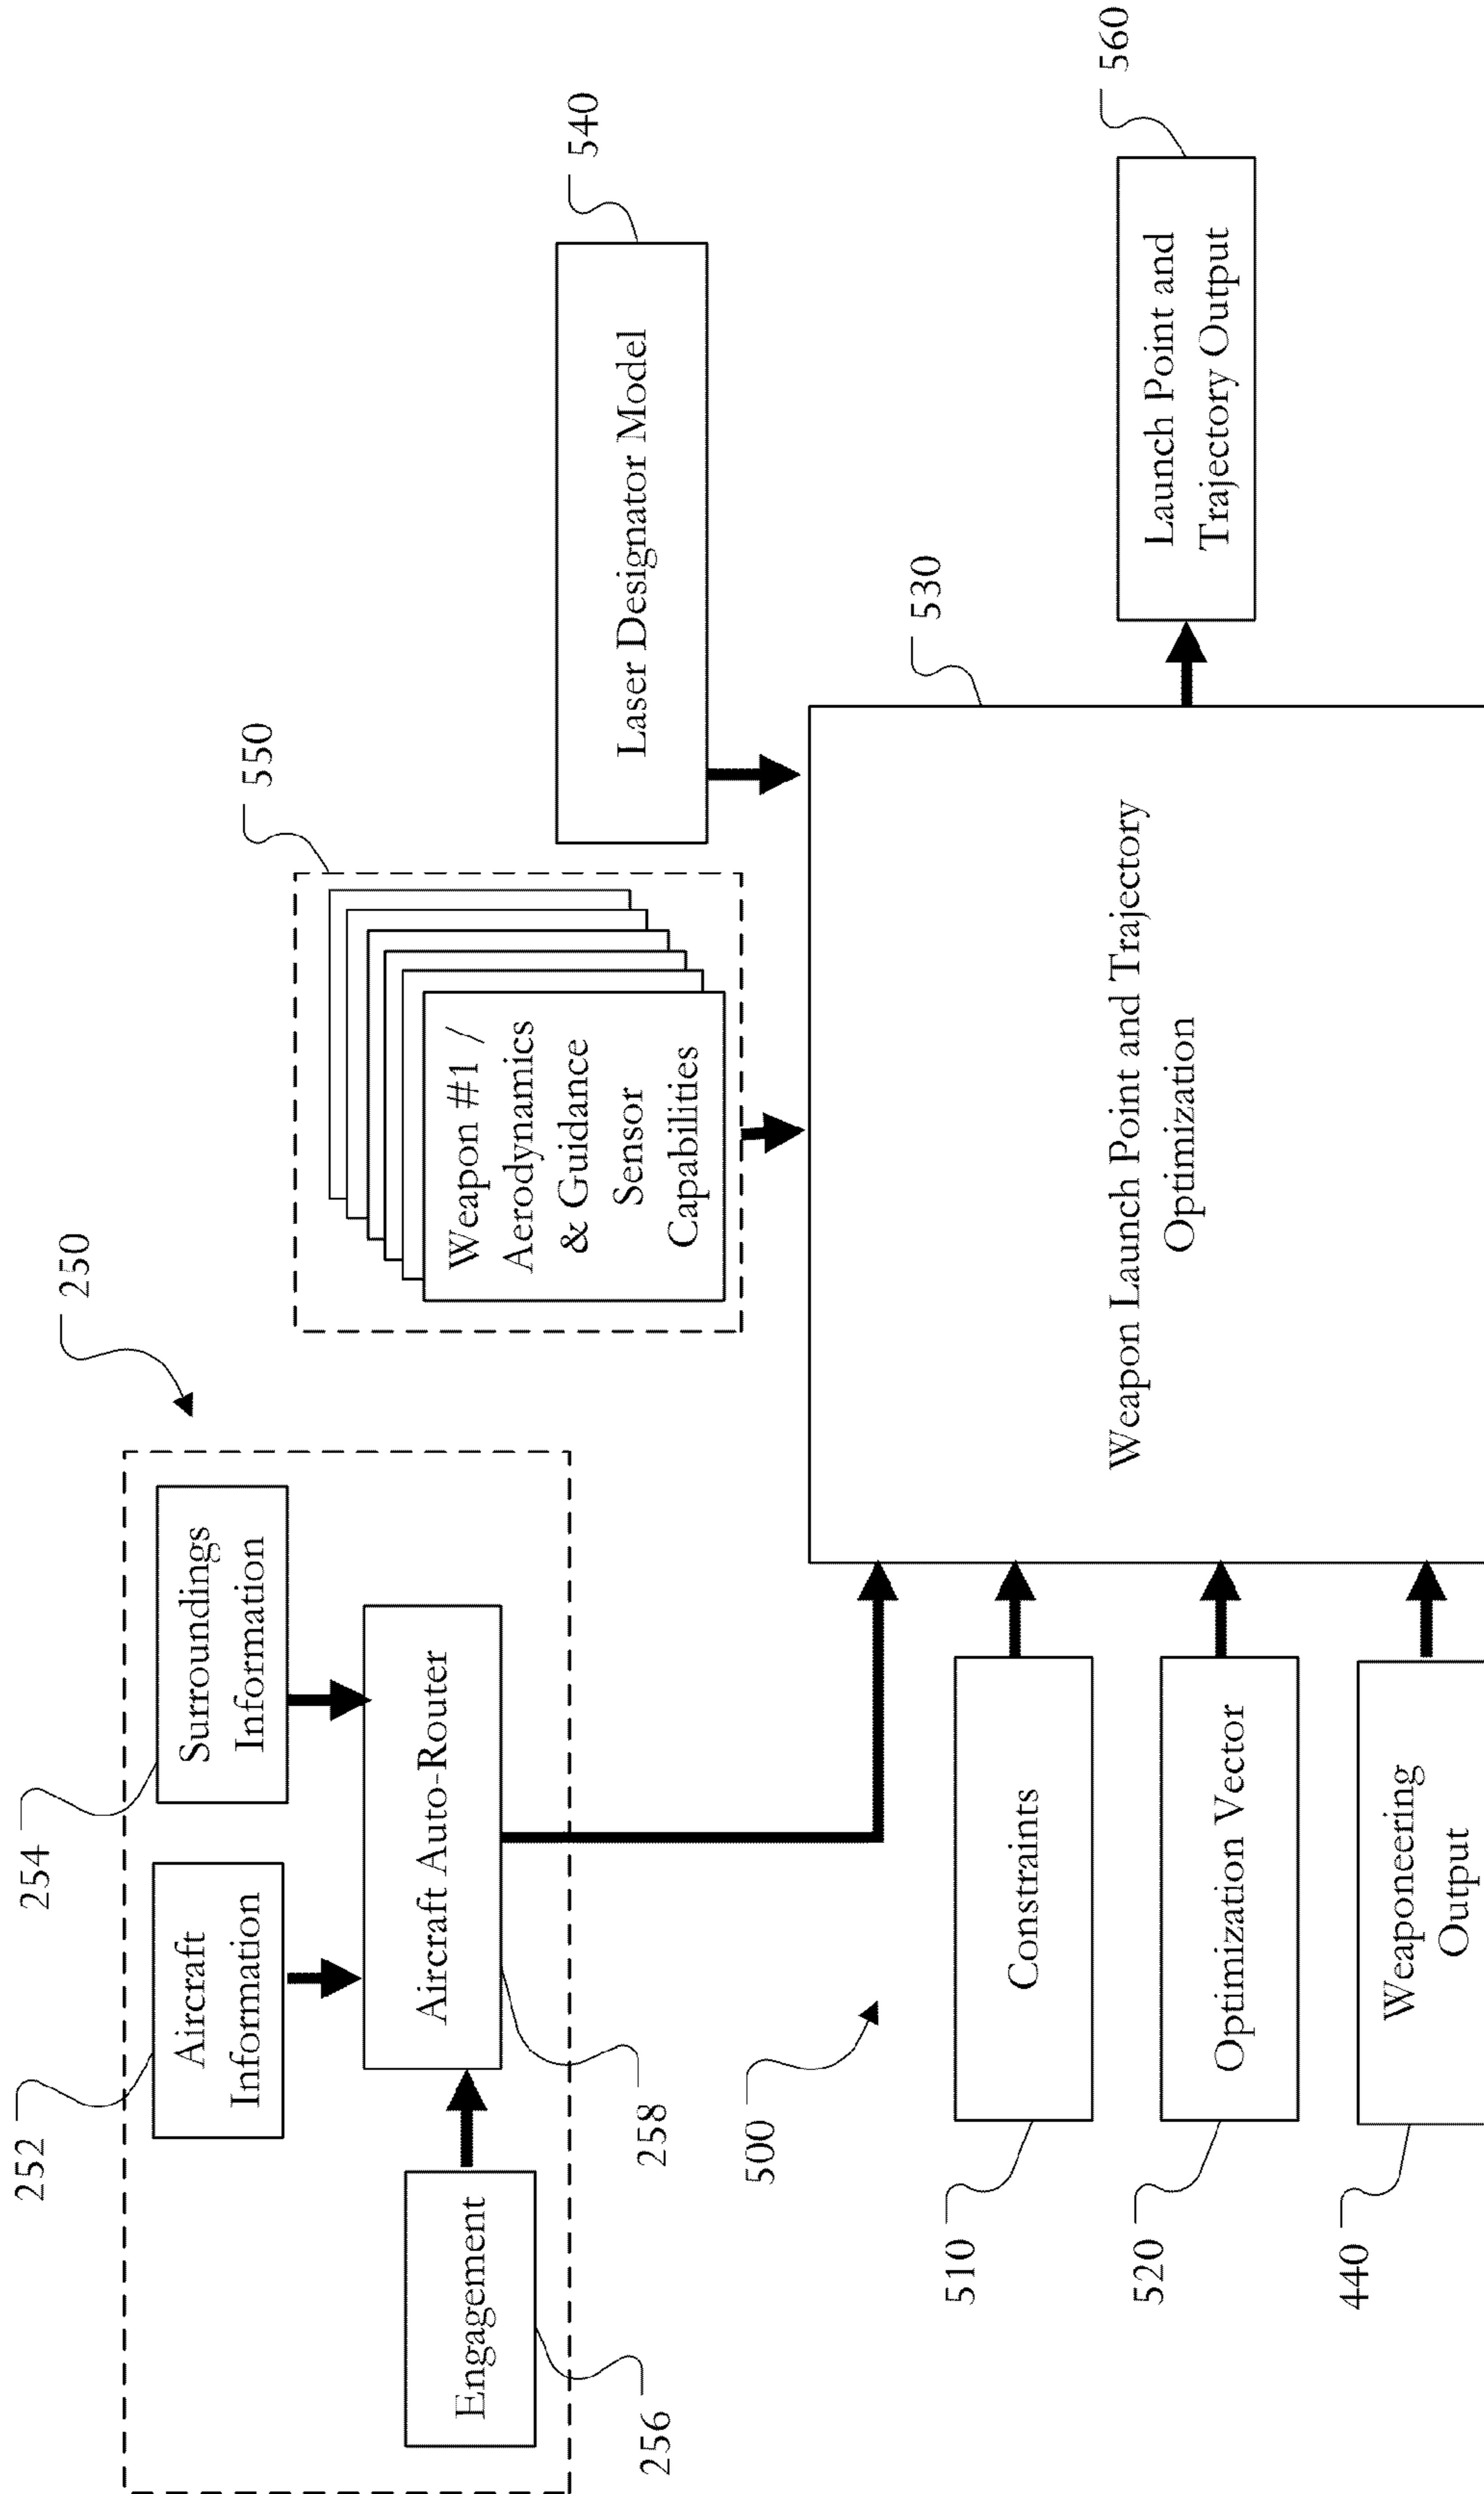 250
252
Aircraft
Information
254
Surroundings
Information
256
Engagement
258
Aircraft Auto-Router
550
Weapon #1 /
Aerodynamics
& Guidance
Sensor
Capabilities
540
Laser Designator Model
500
510
Constraints
520
Optimization Vector
440
Weaponeering
Output
530
Weapon Launch Point and Trajectory
Optimization
560
Launch Point and
Trajectory Output